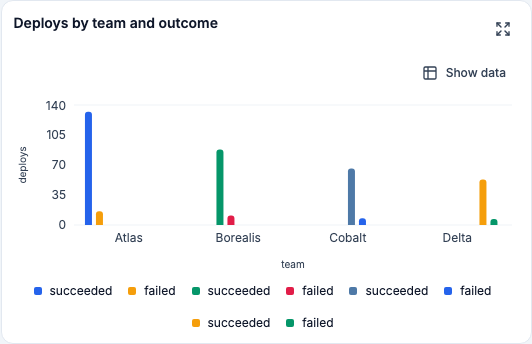 Deploys by team and outcome
Show data
140
105
70
35
0
deploys
Atlas Borealis Cobalt Delta
team
succeeded failed succeeded failed succeeded failed
succeeded failed